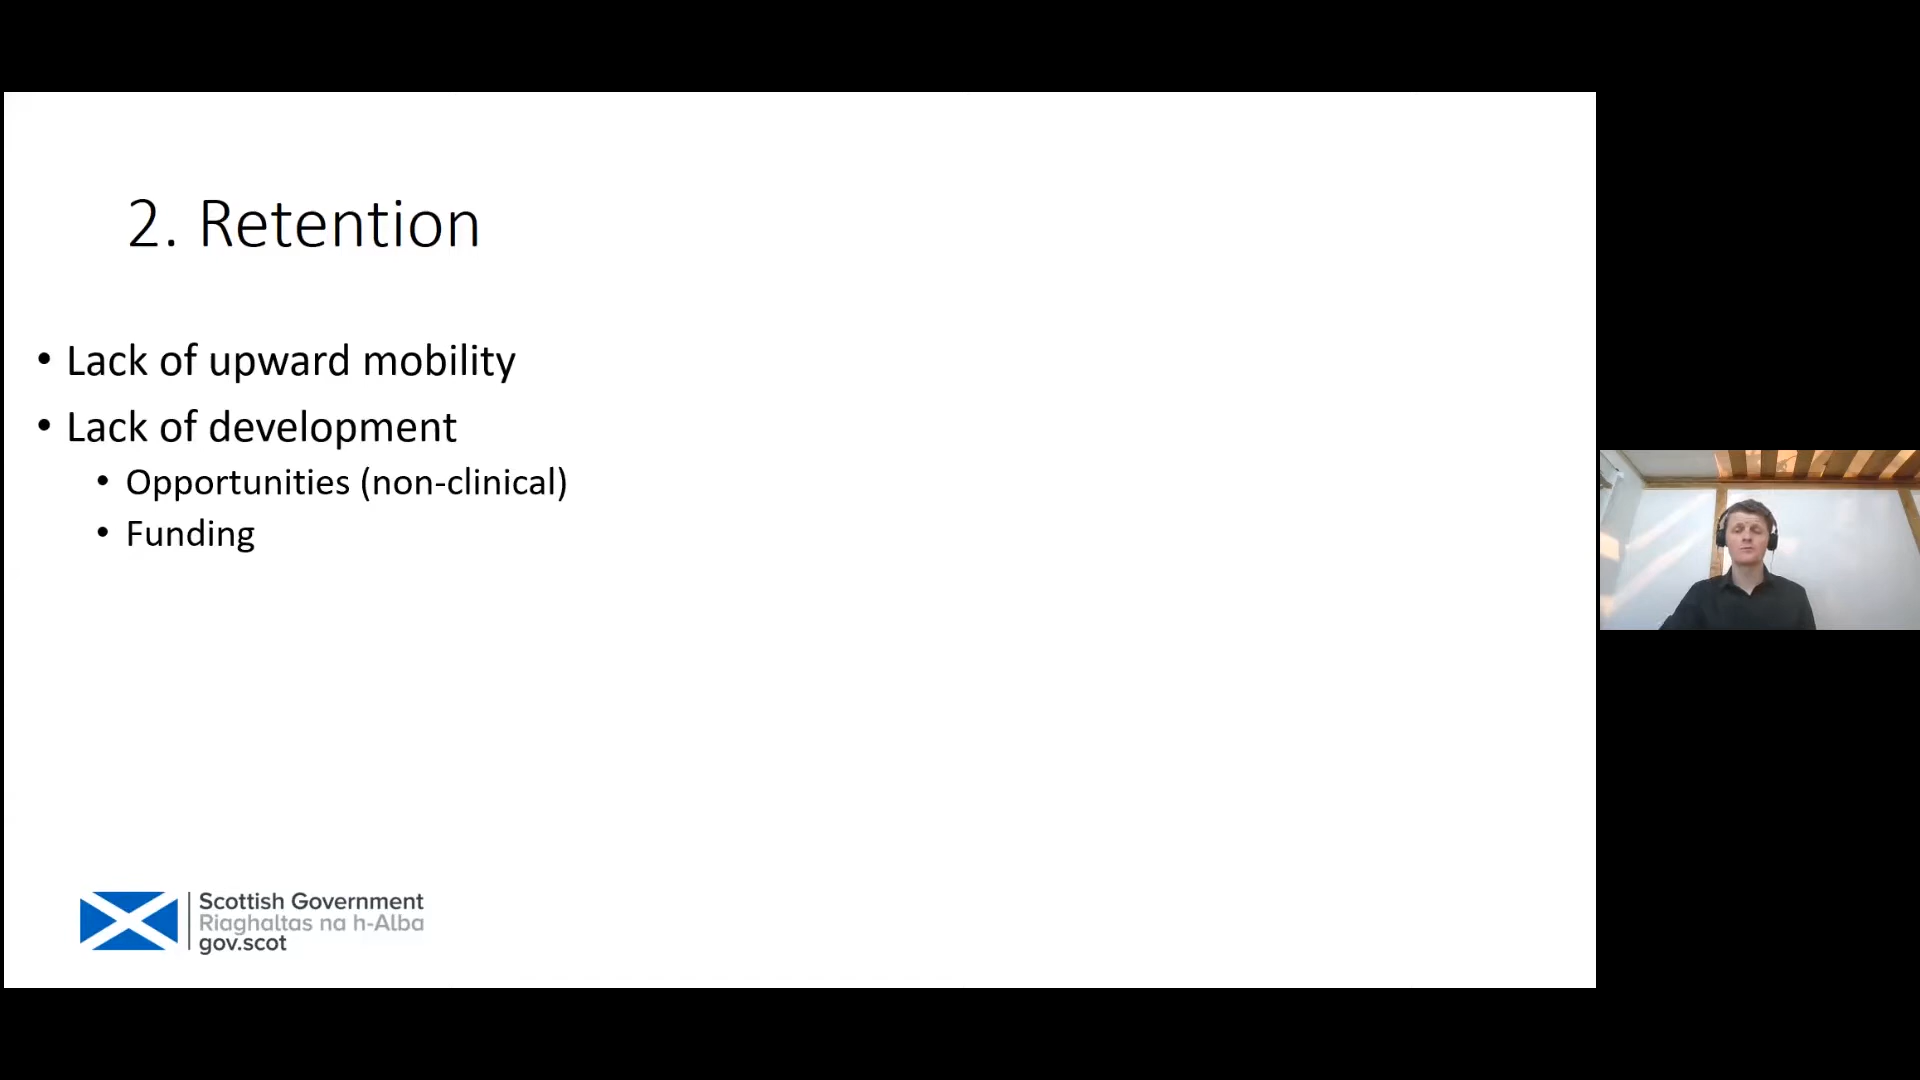 2. Retention
• Lack of upward mobility
• Lack of development
• Opportunities (non-clinical)
• Funding
Scottish Government
Riaghaltas na h-Alba
gov.scot